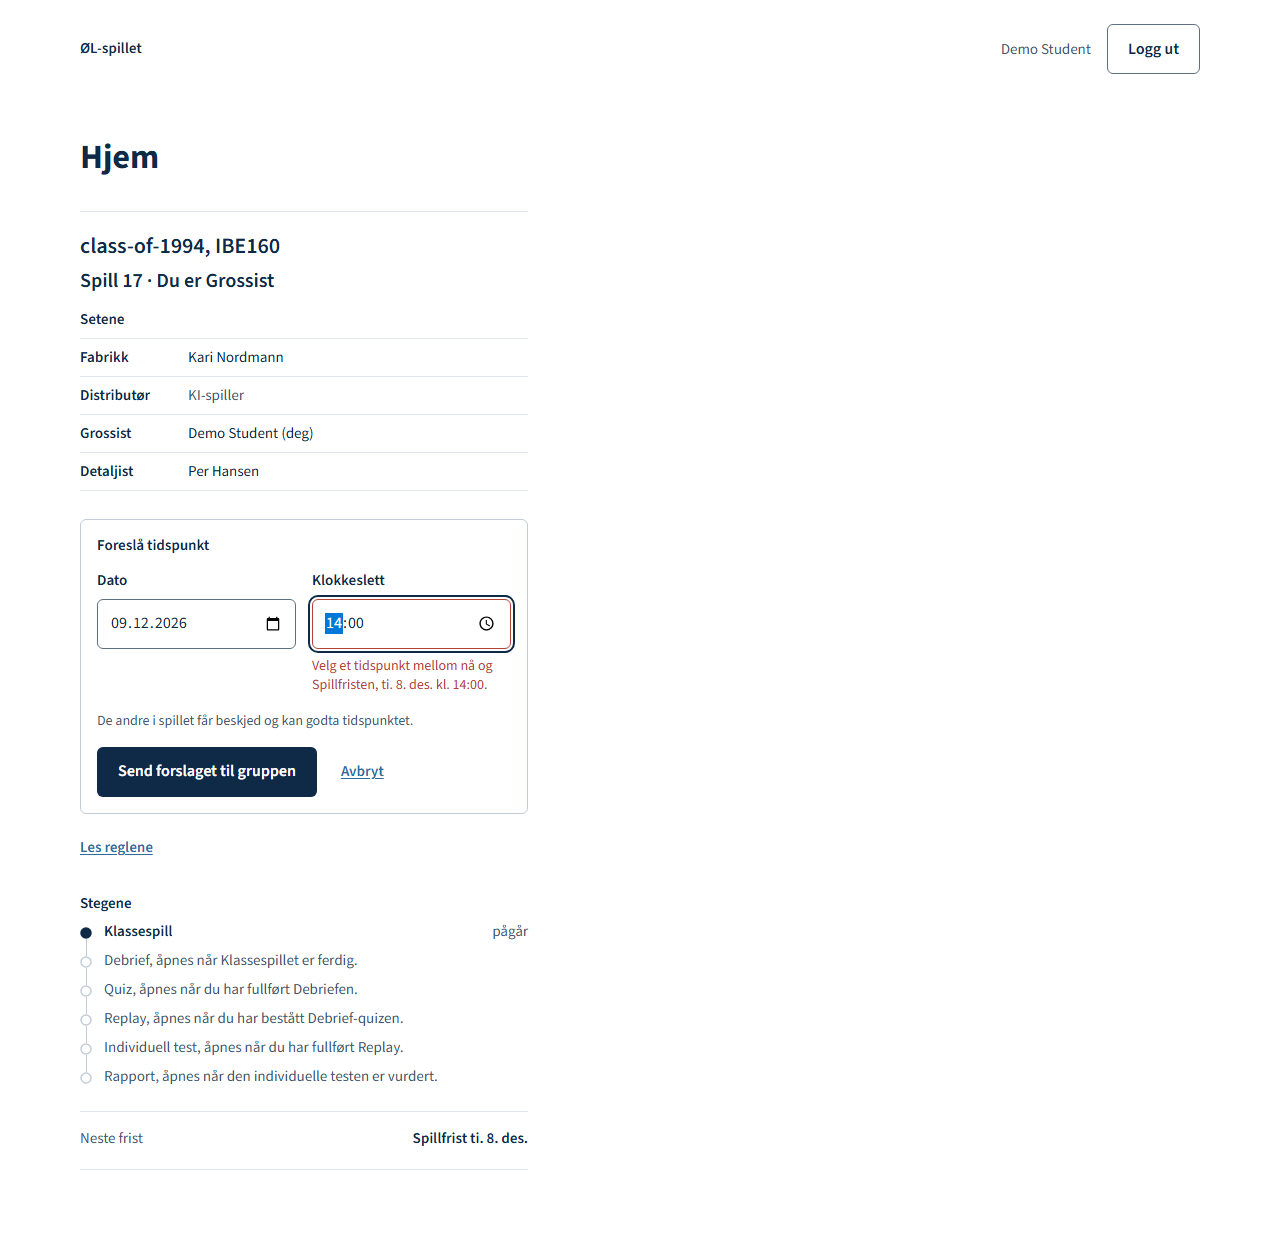 ØL-spillet
Demo Student
Logg ut
Hjem
class-of-1994, IBE160
Spill 17 · Du er Grossist
Setene
Fabrikk Kari Nordmann
Distributør KI-spiller
Grossist Demo Student (deg)
Detaljist Per Hansen
Foreslå tidspunkt
Dato Klokkeslett
09.12.2026 14:00
Velg et tidspunkt mellom nå og
Spillfristen, ti. 8. des. kl. 14:00.
De andre i spillet får beskjed og kan godta tidspunktet.
Send forslaget til gruppen Avbryt
Les reglene
Stegene
Klassespill pågår
Debrief, åpnes når Klassespillet er ferdig.
Quiz, åpnes når du har fullført Debriefen.
Replay, åpnes når du har bestått Debrief-quizen.
Individuell test, åpnes når du har fullført Replay.
Rapport, åpnes når den individuelle testen er vurdert.
Neste frist Spillfrist ti. 8. des.